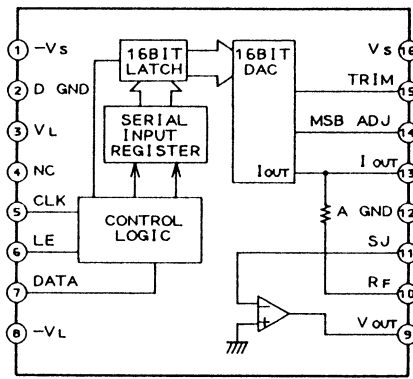 1 -Vs
2 D GND
3 VL
4 NC
5 CLK
6 LE
7 DATA
8 -VL
16BIT
LATCH
SERIAL
INPUT
REGISTER
CONTROL
LOGIC
16BIT
DAC
IOUT
-
+
Vs 16
TRIM 15
MSB ADJ 14
IOUT 13
A GND 12
SJ 11
RF 10
VOUT 9